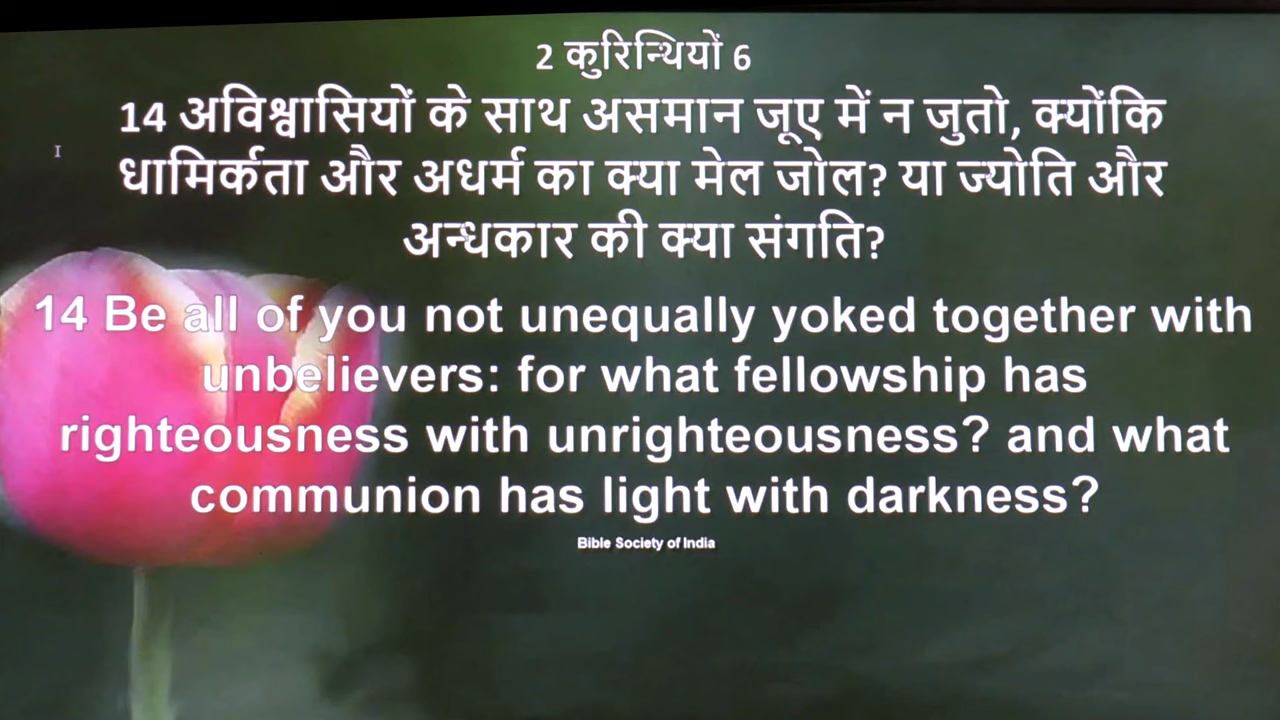 2 कुरिन्थियों 6
14 अविश्वासियों के साथ असमान जूए में न जुतो, क्योंकि
धामिर्कता और अधर्म का क्या मेल जोल? या ज्योति और
अन्धकार की क्या संगति?
14 Be all of you not unequally yoked together with
unbelievers: for what fellowship has
righteousness with unrighteousness? and what
communion has light with darkness?
Bible Society of India